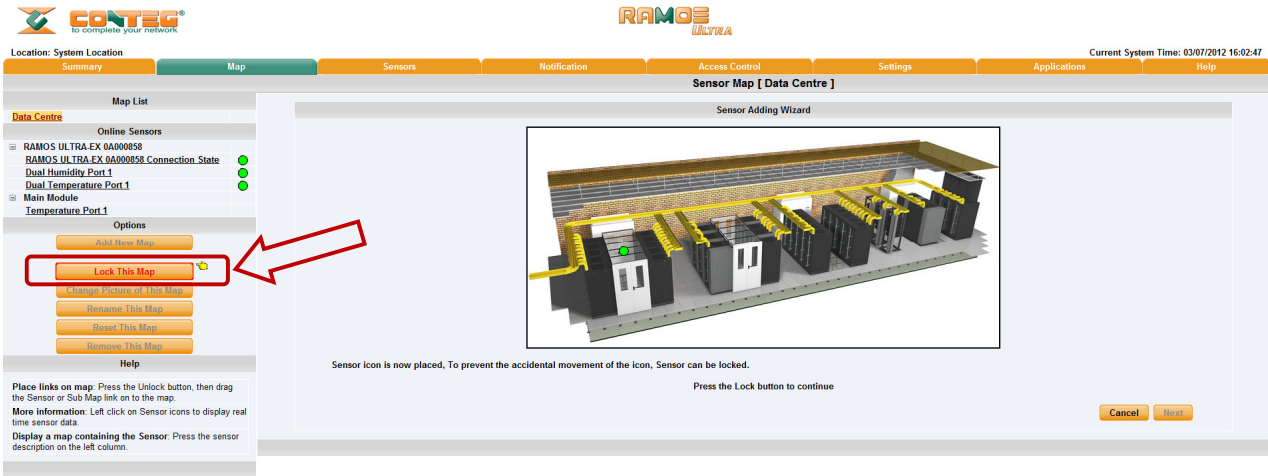 CONTEG®
to complete your network
RAMOS
ULTRA
Location: System Location
Current System Time: 03/07/2012 16:02:47
Summary Map Sensors Notification Access Control Settings Applications Help
Sensor Map [ Data Centre ]
Map List
Data Centre
Online Sensors
RAMOS ULTRA-EX 0A000858
RAMOS ULTRA-EX 0A000858 Connection State
Dual Humidity Port 1
Dual Temperature Port 1
Main Module
Temperature Port 1
Options
Add New Map
Lock This Map
Change Picture of This Map
Rename This Map
Reset This Map
Remove This Map
Help
Place links on map: Press the Unlock button, then drag
the Sensor or Sub Map link on to the map.
More information: Left click on Sensor icons to display real
time sensor data.
Display a map containing the Sensor: Press the sensor
description on the left column.
Sensor Adding Wizard
Sensor icon is now placed, To prevent the accidental movement of the icon, Sensor can be locked.
Press the Lock button to continue
Cancel Next